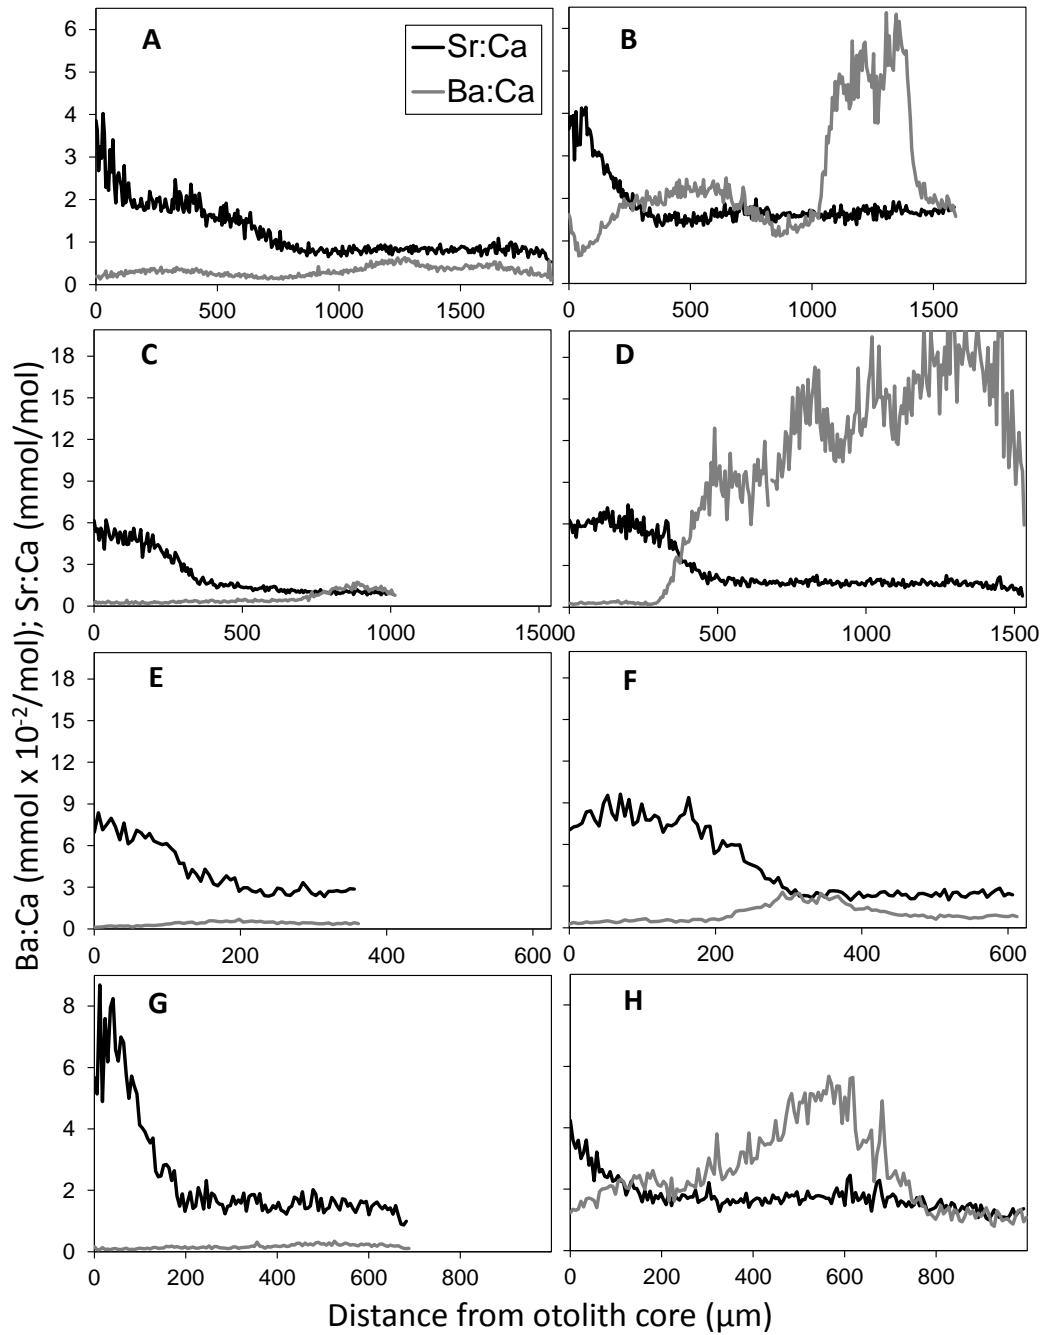 A
B
Sr:Ca
Ba:Ca
6
5
4
3
2
1
0
0 500 1000 1500
0 500 1000 1500
C
D
18
15
12
9
6
3
0
0 500 1000 15000
500 1000 1500
E
F
18
15
12
9
6
3
0
0 200 400 600
0 200 400 600
G
H
8
6
4
2
0
0 200 400 600 800
0 200 400 600 800
Ba:Ca (mmol x 10⁻²/mol); Sr:Ca (mmol/mol)
Distance from otolith core (μm)